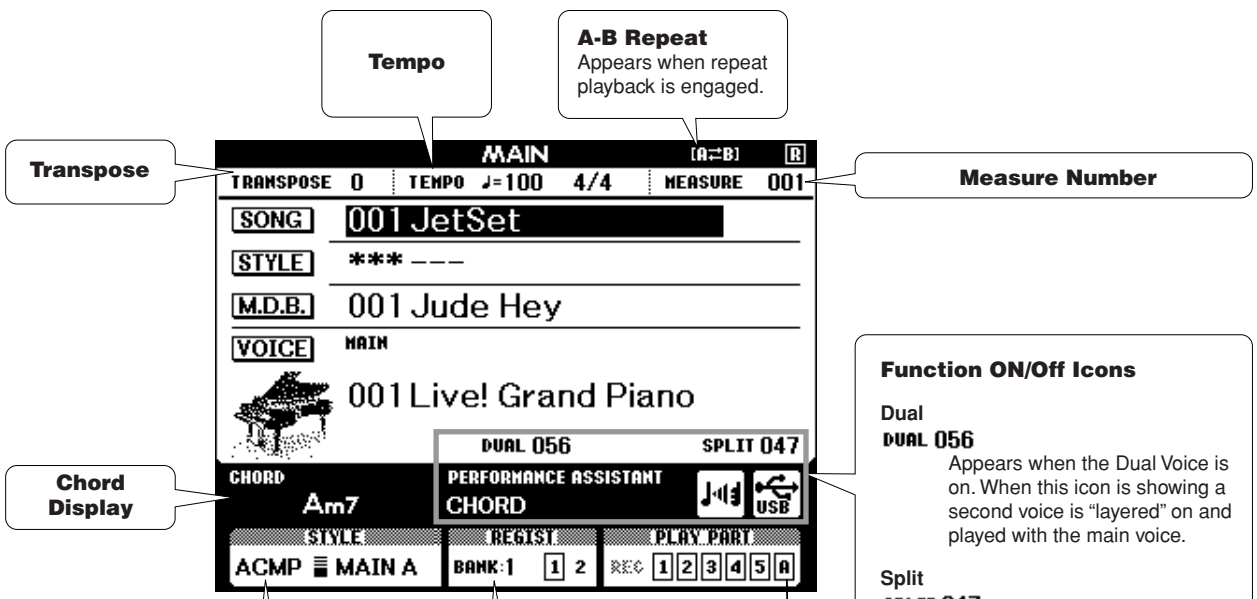 Tempo
A-B Repeat
Appears when repeat
playback is engaged.
Transpose
MAIN
[A⇄B]
R
TRANSPOSE 0 TEMPO ♩=100 4/4 MEASURE 001
Measure Number
SONG 001 JetSet
STYLE *** ---
M.D.B. 001 Jude Hey
VOICE MAIN
001 Live! Grand Piano
DUAL 056 SPLIT 047
Chord
Display
CHORD
Am7
PERFORMANCE ASSISTANT
CHORD
USB
STYLE REGIST PLAY PART
ACMP MAIN A BANK:1 1 2 REC 1 2 3 4 5 A
Function ON/Off Icons
Dual
DUAL 056
Appears when the Dual Voice is
on. When this icon is showing a
second voice is “layered” on and
played with the main voice.
Split